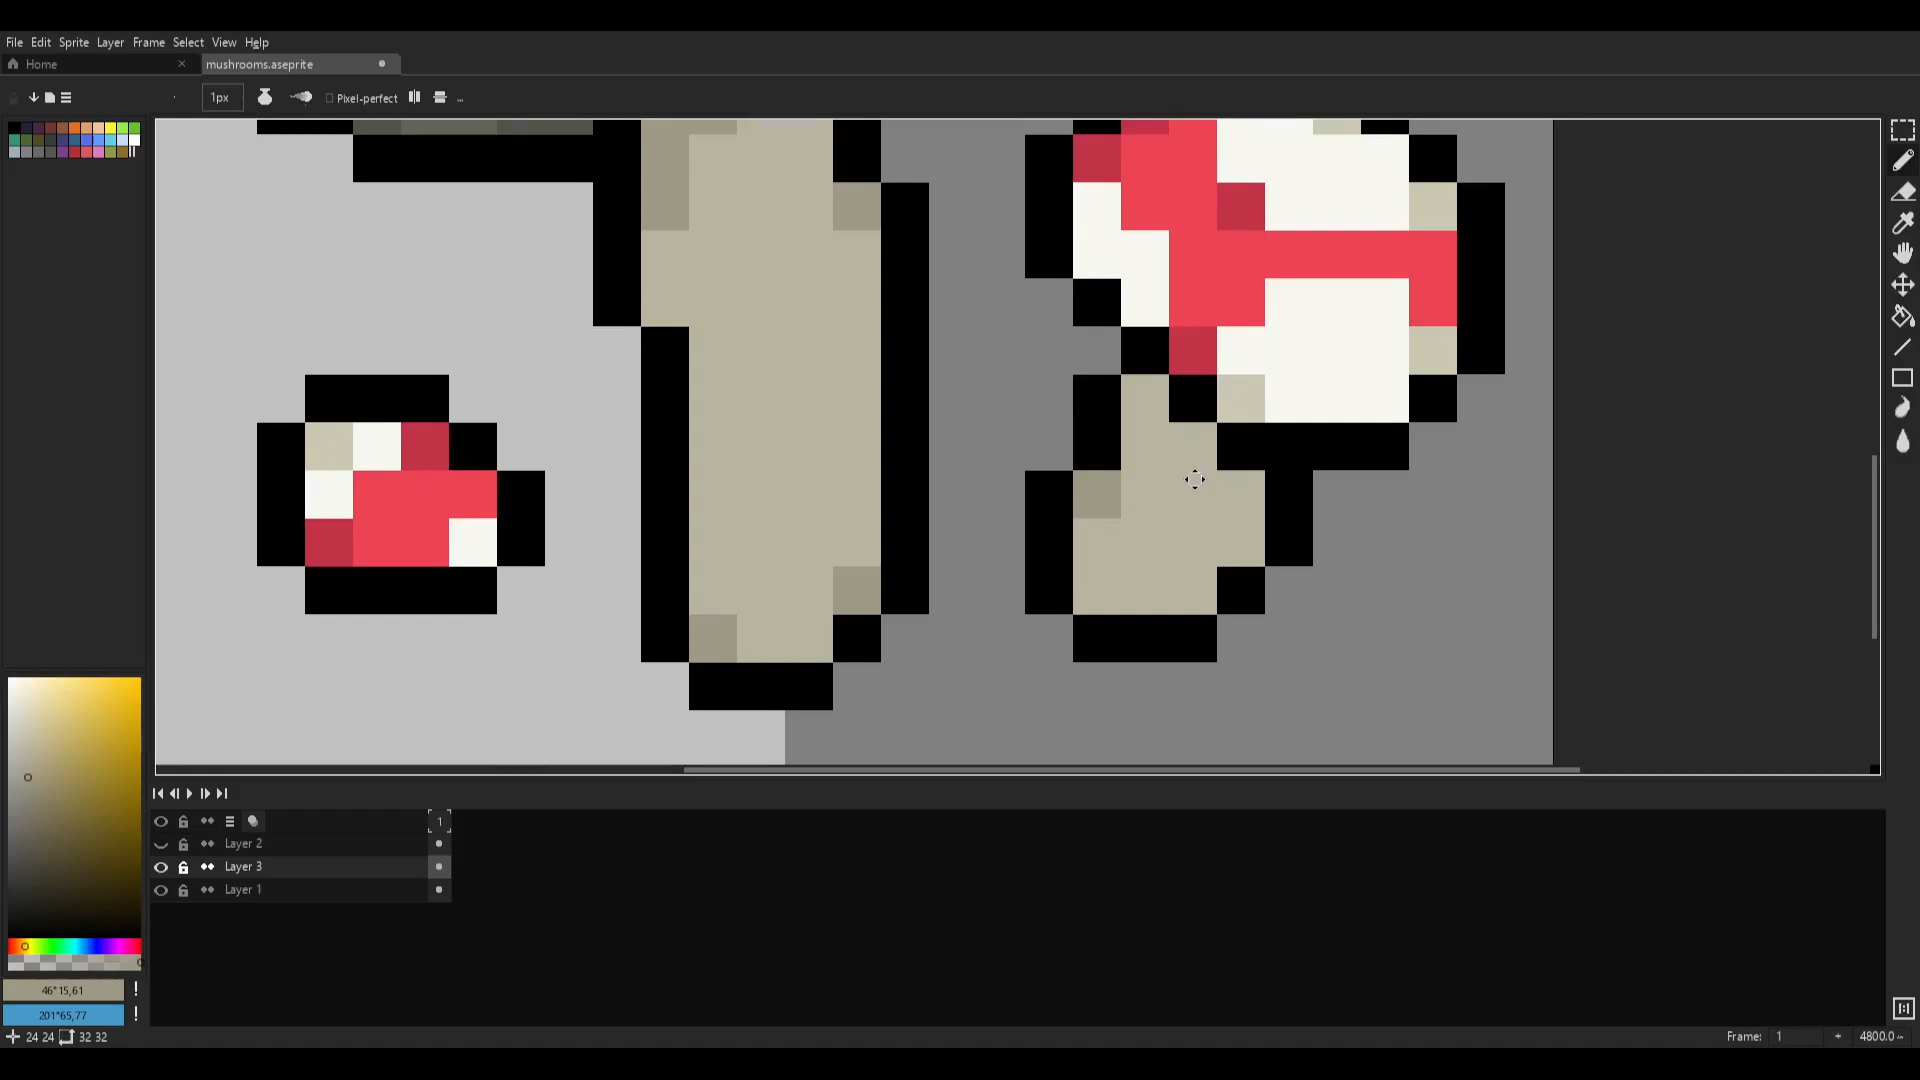 File Edit Sprite Layer Frame Select View Help
Home
mushrooms.aseprite
1px
Pixel-perfect
...
1
Layer 2
Layer 3
Layer 1
46°15,61
!
201°65,77
!
24 24 32 32
Frame: 1 + 4800.0